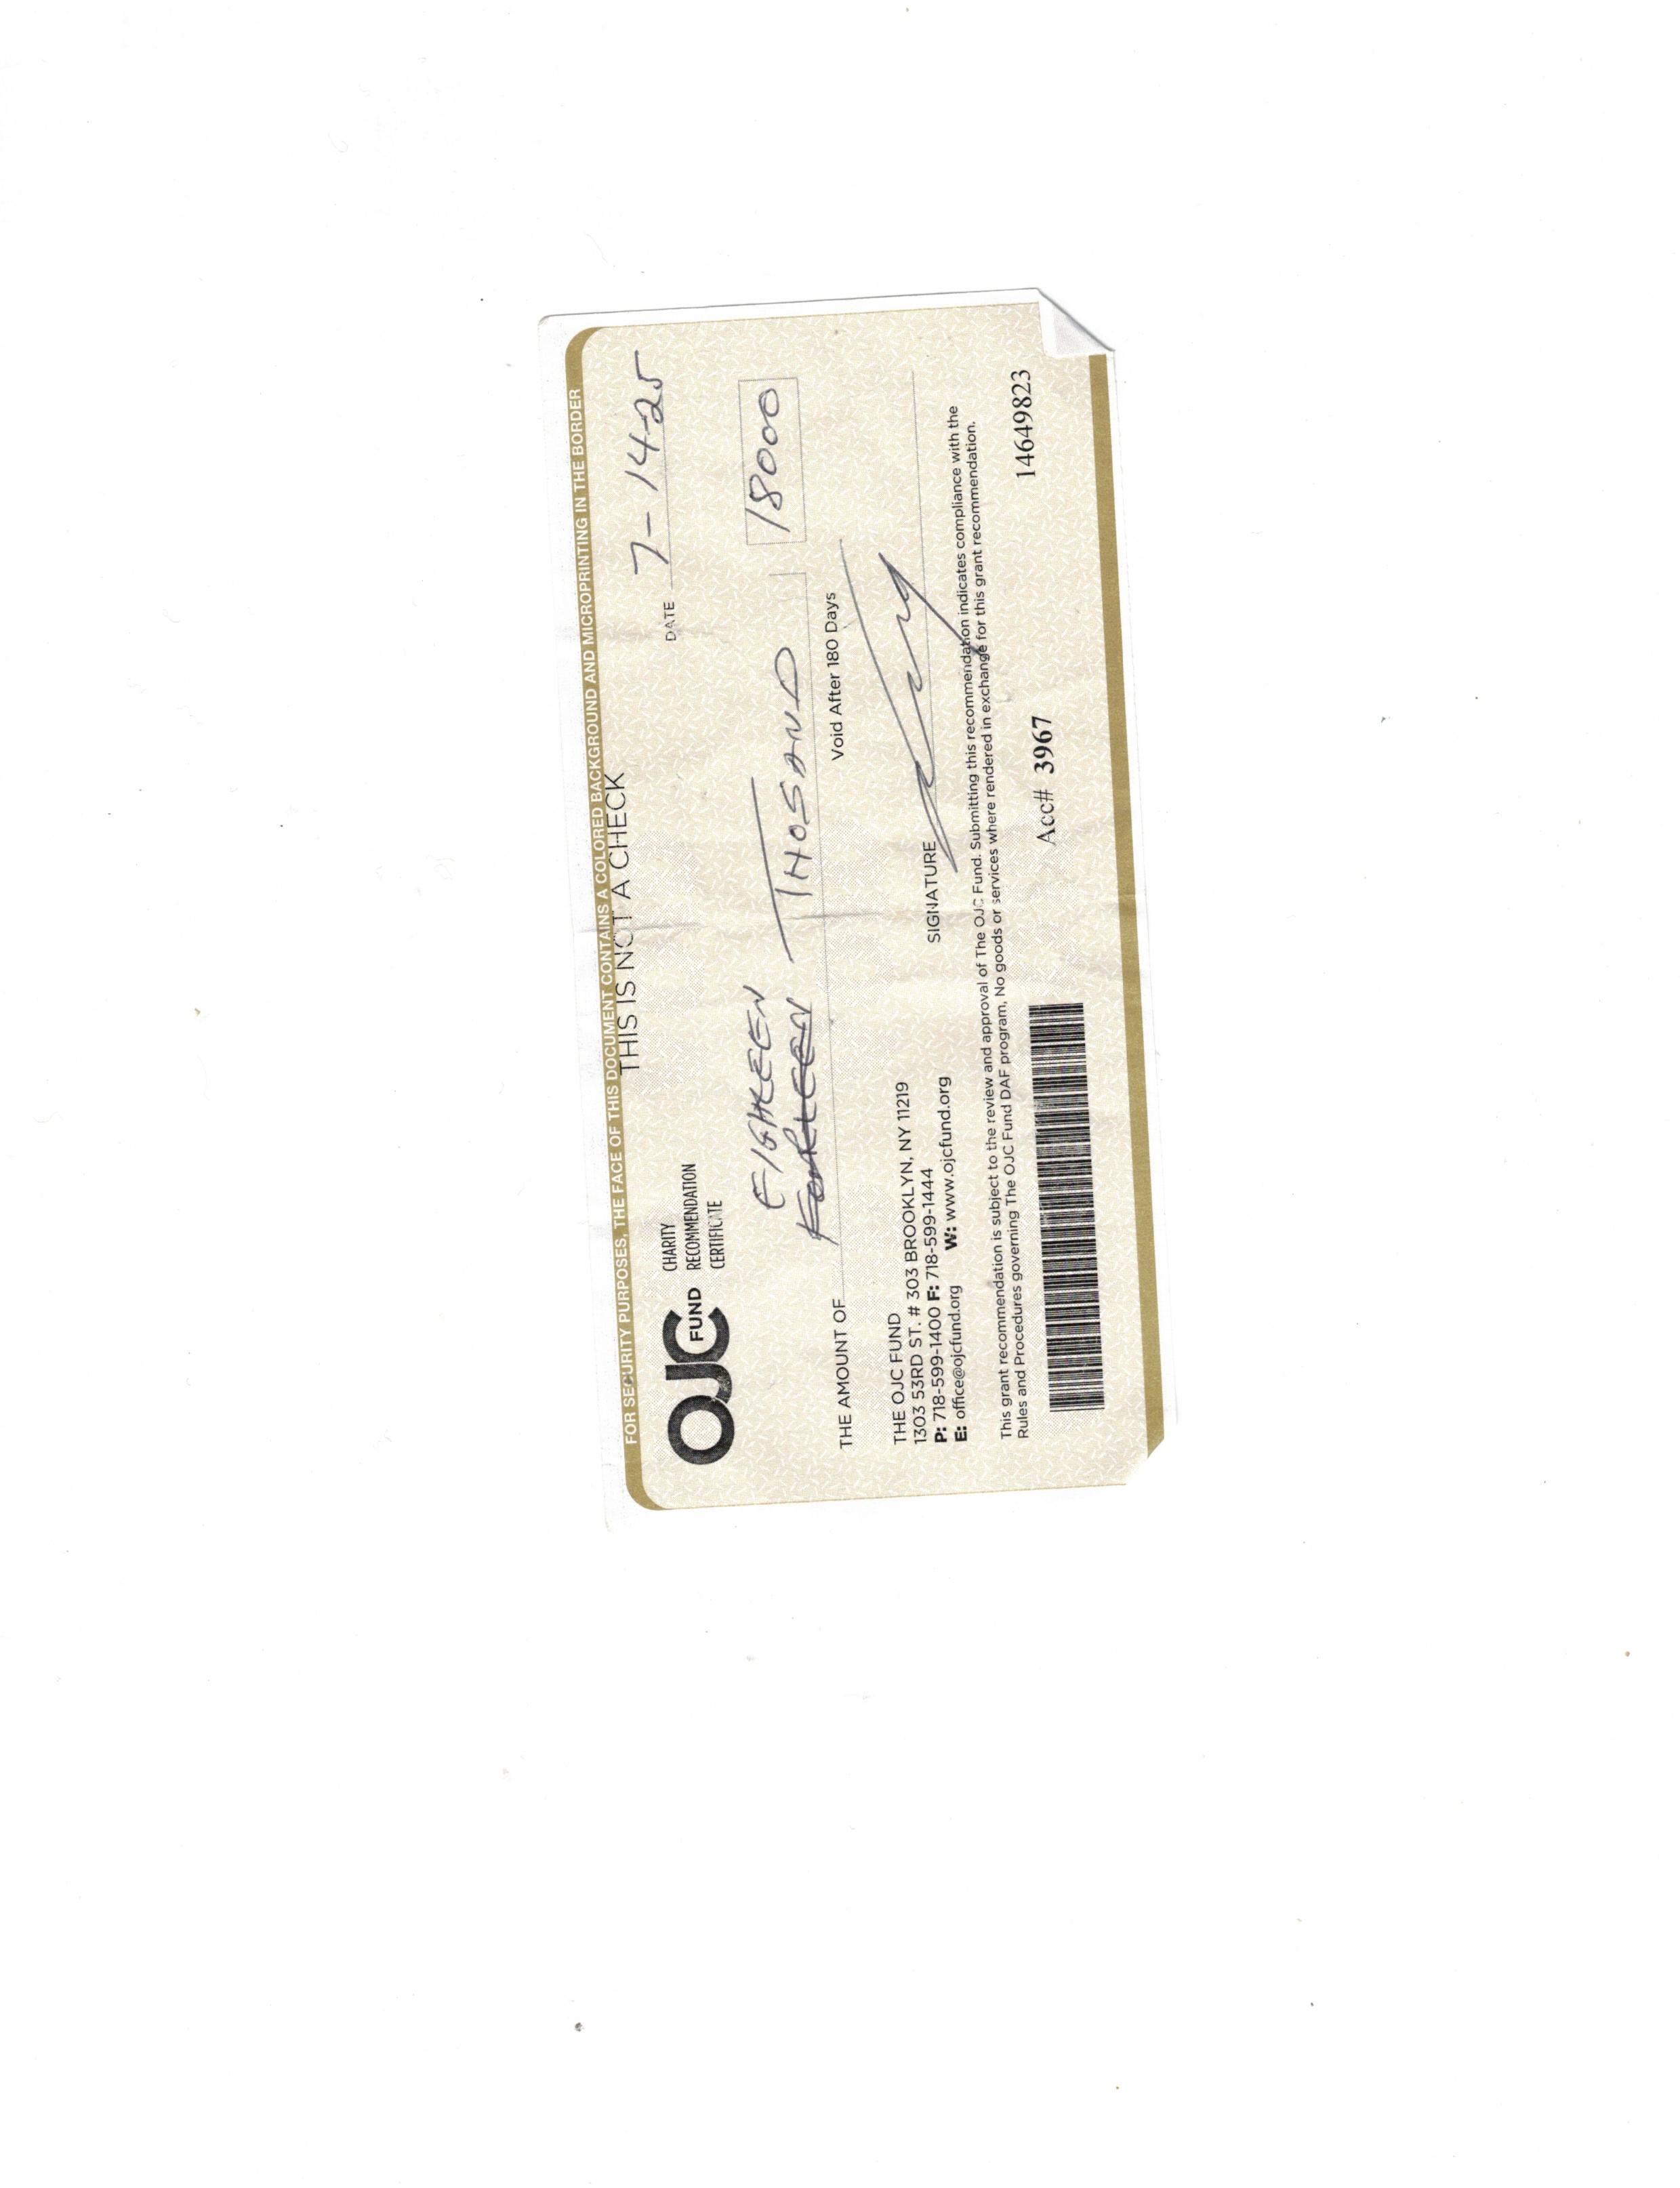 FOR SECURITY PURPOSES, THE FACE OF THIS DOCUMENT CONTAINS A COLORED BACKGROUND AND MICROPRINTING IN THE BORDER
THIS IS NOT A CHECK
OJC FUND
CHARITY
RECOMMENDATION
CERTIFICATE
DATE 7-14-25
EIGHTEEN
THE AMOUNT OF FOURTEEN THOSAND 18000
Void After 180 Days
THE OJC FUND
1303 53RD ST. # 303 BROOKLYN, NY 11219
P: 718-599-1400 F: 718-599-1444
E: office@ojcfund.org W: www.ojcfund.org
SIGNATURE
This grant recommendation is subject to the review and approval of The OJC Fund. Submitting this recommendation indicates compliance with the
Rules and Procedures governing The OJC Fund DAF program, No goods or services where rendered in exchange for this grant recommendation.
Acc# 3967 14649823